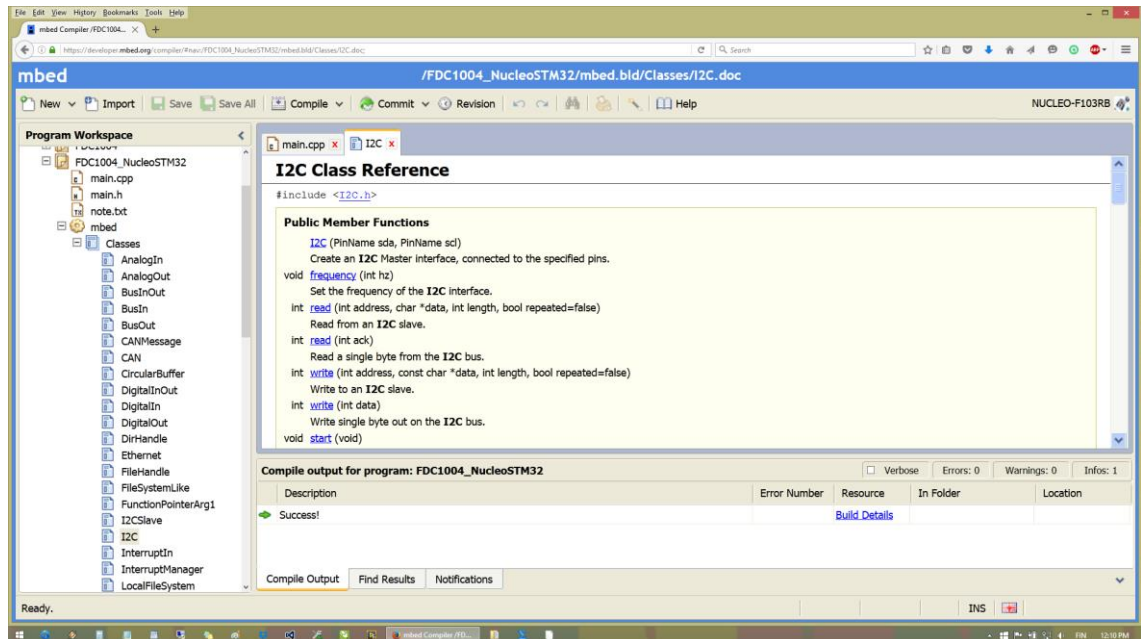 File Edit View History Bookmarks Tools Help
mbed Compiler /FDC1004_...
https://developer.mbed.org/compiler/#nav:/FDC1004_NucleoSTM32/mbed.bld/Classes/I2C.doc;
Search
mbed
/FDC1004_NucleoSTM32/mbed.bld/Classes/I2C.doc
New Import Save Save All Compile Commit Revision Help NUCLEO-F103RB
Program Workspace
FDC1004
FDC1004_NucleoSTM32
main.cpp
main.h
note.txt
mbed
Classes
AnalogIn
AnalogOut
BusInOut
BusIn
BusOut
CANMessage
CAN
CircularBuffer
DigitalInOut
DigitalIn
DigitalOut
DirHandle
Ethernet
FileHandle
FileSystemLike
FunctionPointerArg1
I2CSlave
I2C
InterruptIn
InterruptManager
LocalFileSystem
main.cpp I2C
I2C Class Reference
#include <I2C.h>
Public Member Functions
I2C (PinName sda, PinName scl)
Create an I2C Master interface, connected to the specified pins.
void frequency (int hz)
Set the frequency of the I2C interface.
int read (int address, char *data, int length, bool repeated=false)
Read from an I2C slave.
int read (int ack)
Read a single byte from the I2C bus.
int write (int address, const char *data, int length, bool repeated=false)
Write to an I2C slave.
int write (int data)
Write single byte out on the I2C bus.
void start (void)
Compile output for program: FDC1004_NucleoSTM32
Verbose Errors: 0 Warnings: 0 Infos: 1
Description Error Number Resource In Folder Location
Success! Build Details
Compile Output Find Results Notifications
Ready. INS
mbed Compiler /FD... FIN 12:10 PM